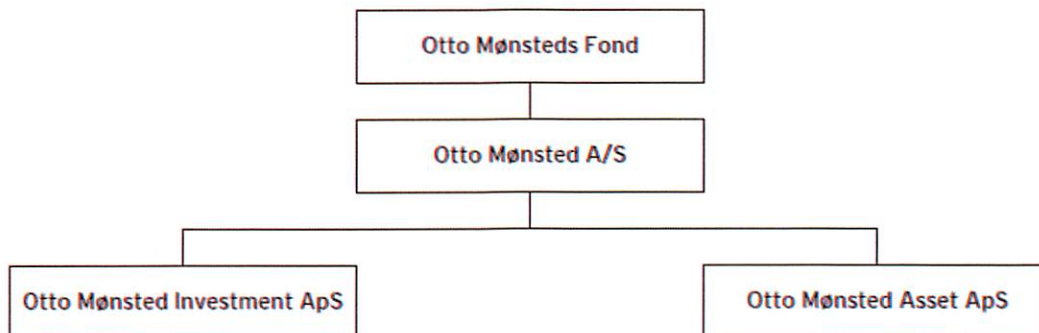 Otto Mønsteds Fond
Otto Mønsted A/S
Otto Mønsted Investment ApS
Otto Mønsted Asset ApS